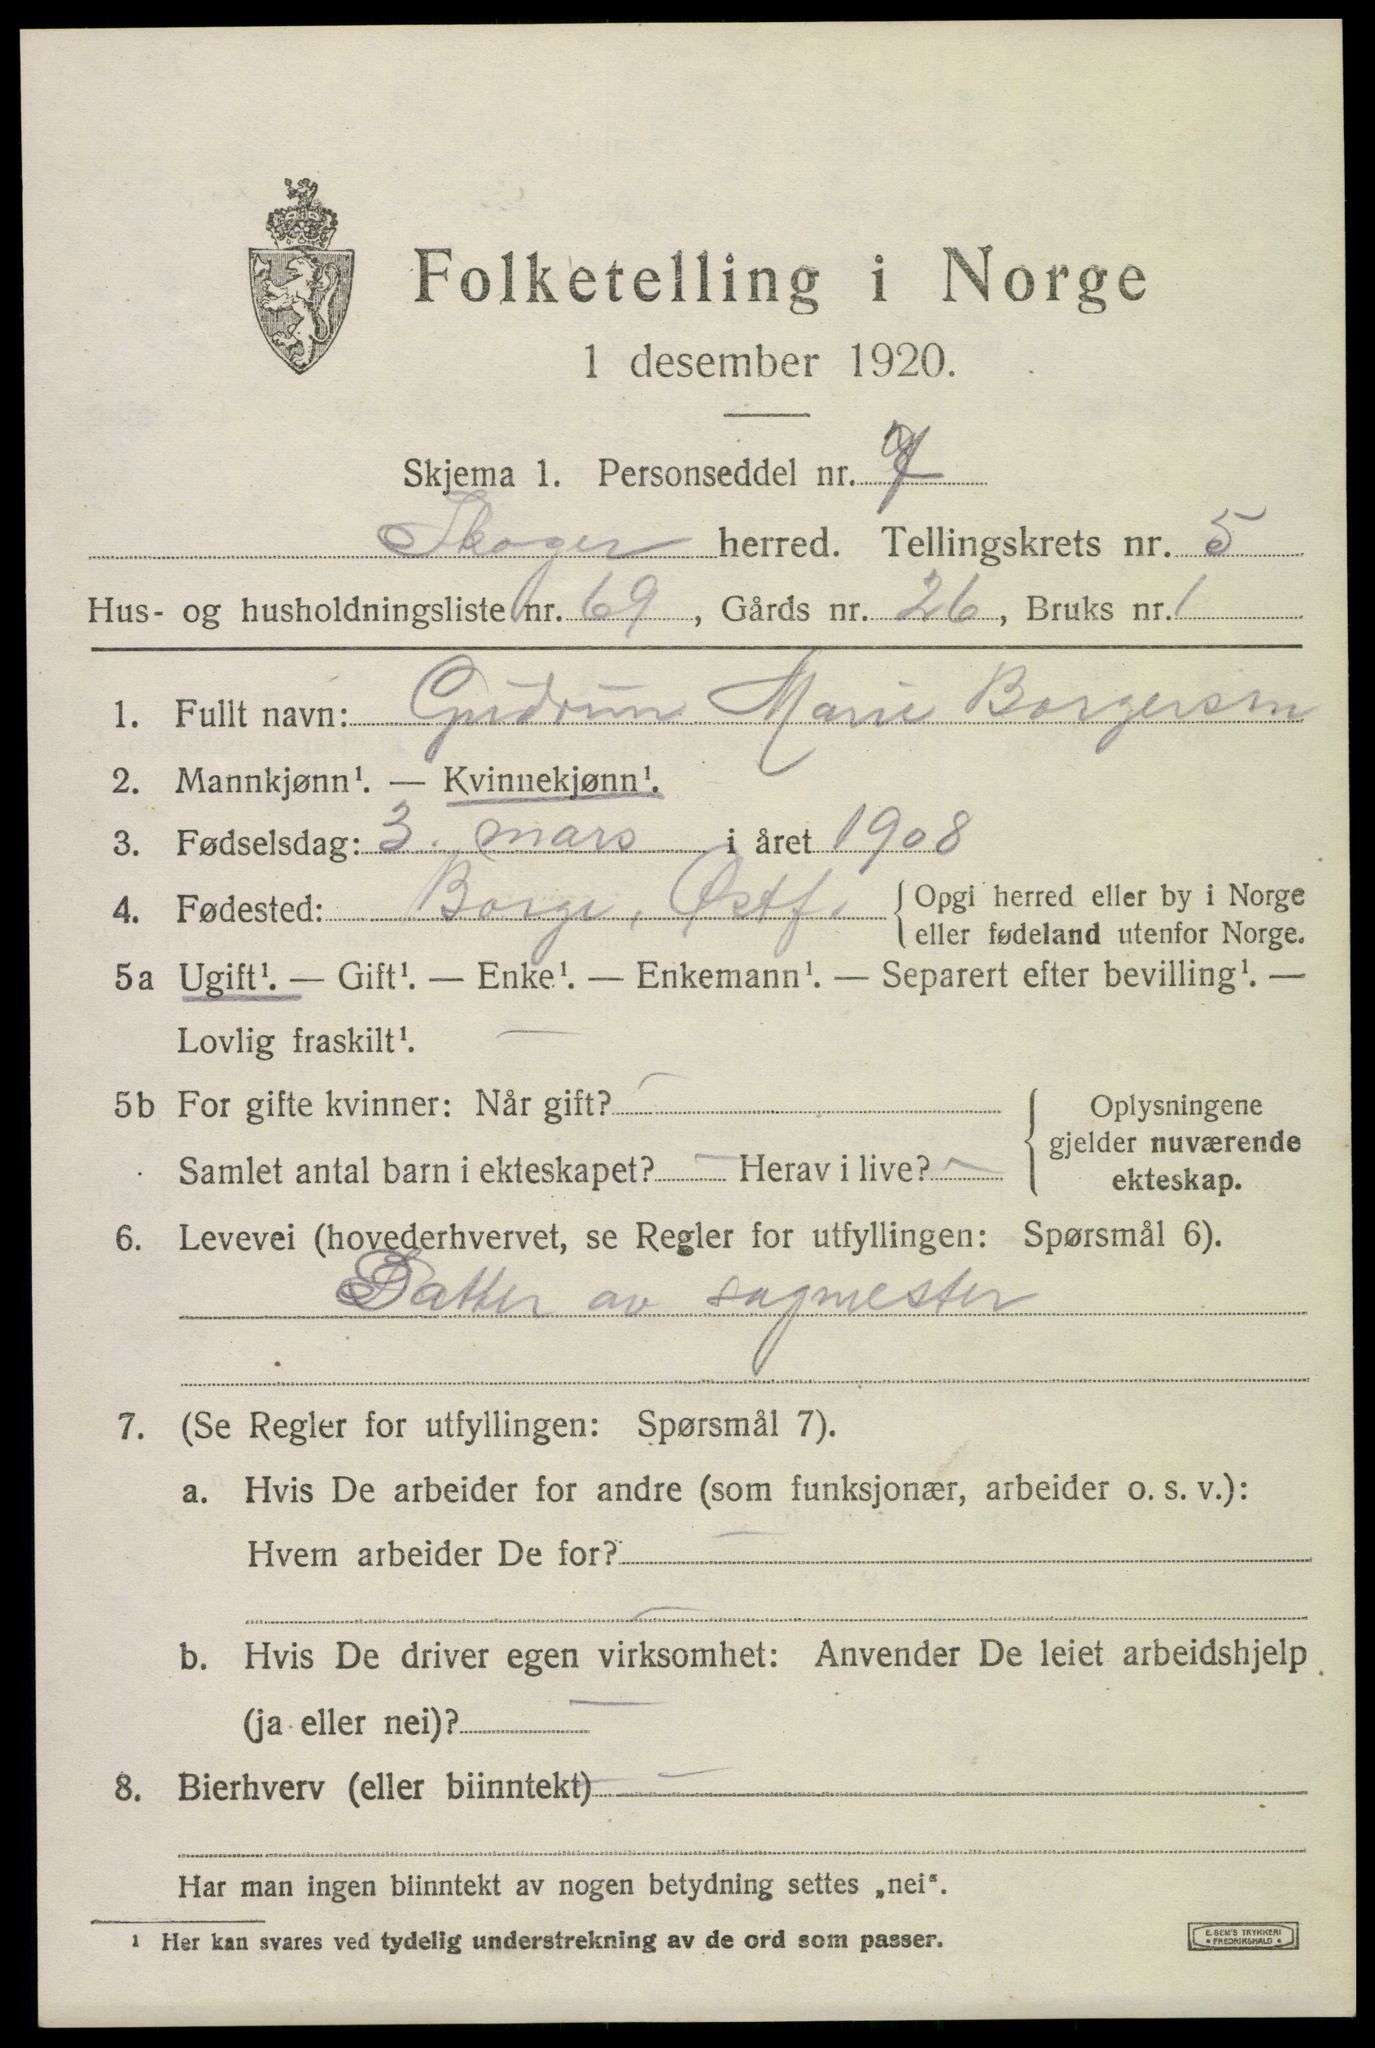 Folketelling i Norge
1 desember 1920.
Skjema 1. Personseddel nr.
Skoger herred. Tellingskrets nr. 5
Hus- og husholdningsliste nr. 69, Gårds nr. 26, Bruks nr. 1
1. Fullt navn: Gudrun Marie Borgersen
2. Mannkjønn¹. — Kvinnekjønn¹.
3. Fødselsdag: 3. mars i året 1908
4. Fødested: Borge, Østf. { Opgi herred eller by i Norge
eller fødeland utenfor Norge.
5a Ugift¹. — Gift¹. — Enke¹. — Enkemann¹. — Separert efter bevilling¹. —
Lovlig fraskilt¹. —
5b For gifte kvinner: Når gift? — { Oplysningene
gjelder nuværende
Samlet antal barn i ekteskapet? — Herav i live? — ekteskap.
6. Levevei (hovederhvervet, se Regler for utfyllingen: Spørsmål 6).
Datter av sagmester
7. (Se Regler for utfyllingen: Spørsmål 7).
a. Hvis De arbeider for andre (som funksjonær, arbeider o. s. v.):
Hvem arbeider De for? —
—
b. Hvis De driver egen virksomhet: Anvender De leiet arbeidshjelp
(ja eller nei)? —
8. Bierhverv (eller biinntekt) —
Har man ingen biinntekt av nogen betydning settes „nei“.
¹ Her kan svares ved tydelig understrekning av de ord som passer.
E. SEM'S TRYKKERI
• FREDRIKSHALD •